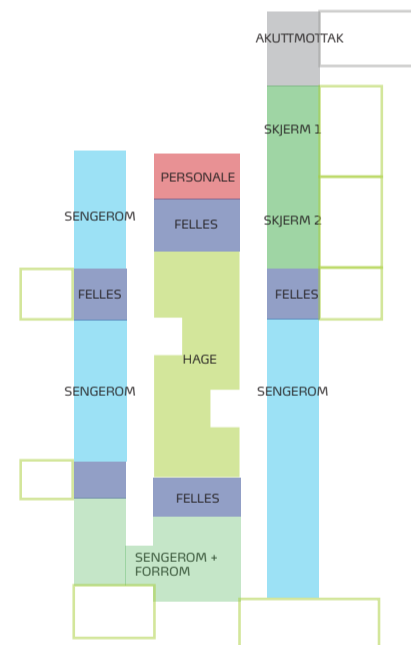 AKUTTMOTTAK
SKJERM 1
PERSONALE
SENGEROM
SKJERM 2
FELLES
FELLES
FELLES
HAGE
SENGEROM
SENGEROM
FELLES
SENGEROM +
FORROM